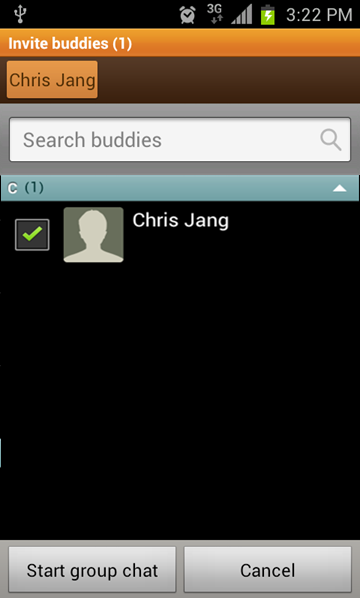 3G 3:22 PM
Invite buddies (1)
Chris Jang
Search buddies
C (1)
Chris Jang
Start group chat Cancel